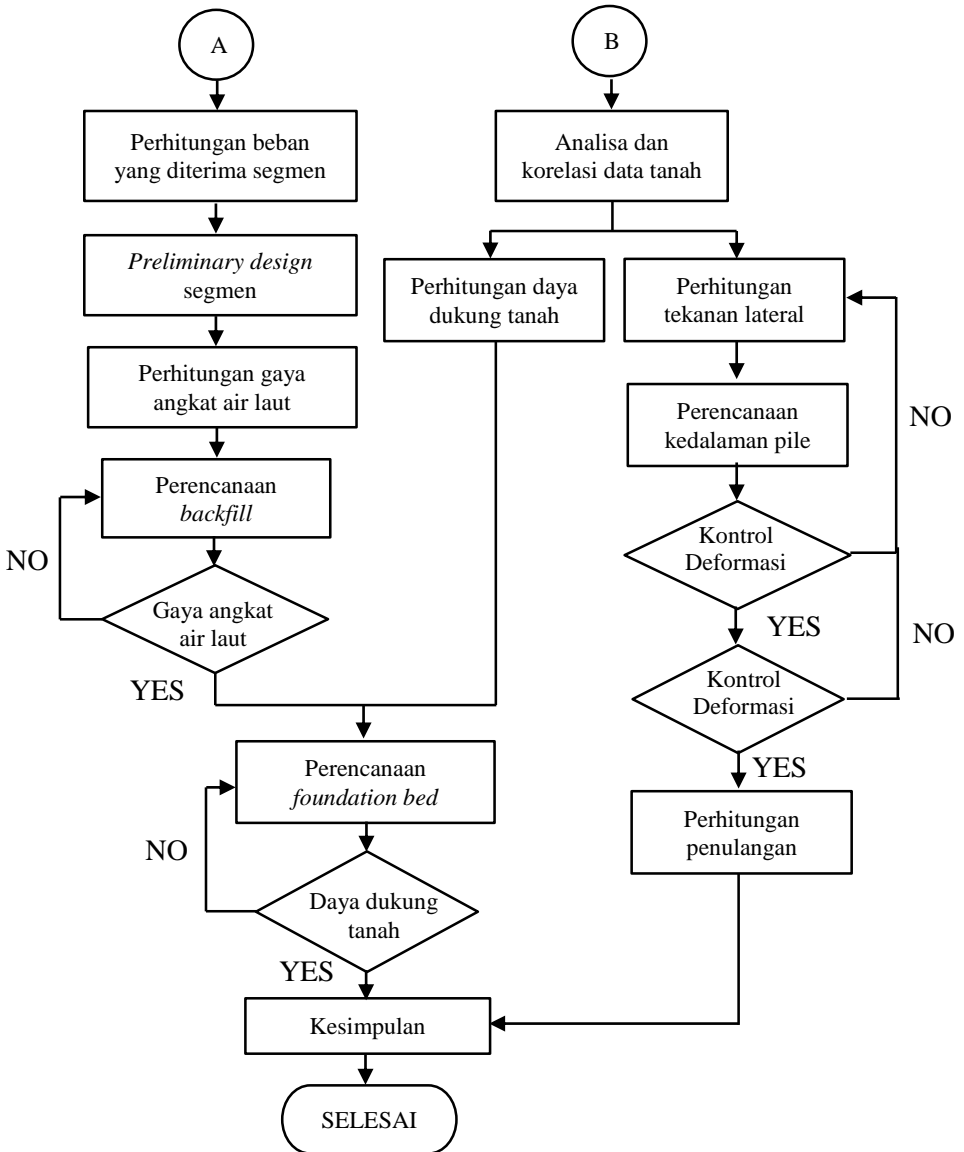 A
B
Perhitungan beban
yang diterima segmen
Analisa dan
korelasi data tanah
Preliminary design
segmen
Perhitungan daya
dukung tanah
Perhitungan
tekanan lateral
Perhitungan gaya
angkat air laut
Perencanaan
kedalaman pile
NO
Perencanaan
backfill
NO
Kontrol
Deformasi
Gaya angkat
air laut
YES
NO
YES
Kontrol
Deformasi
Perencanaan
foundation bed
YES
NO
Perhitungan
penulangan
Daya dukung
tanah
YES
Kesimpulan
SELESAI